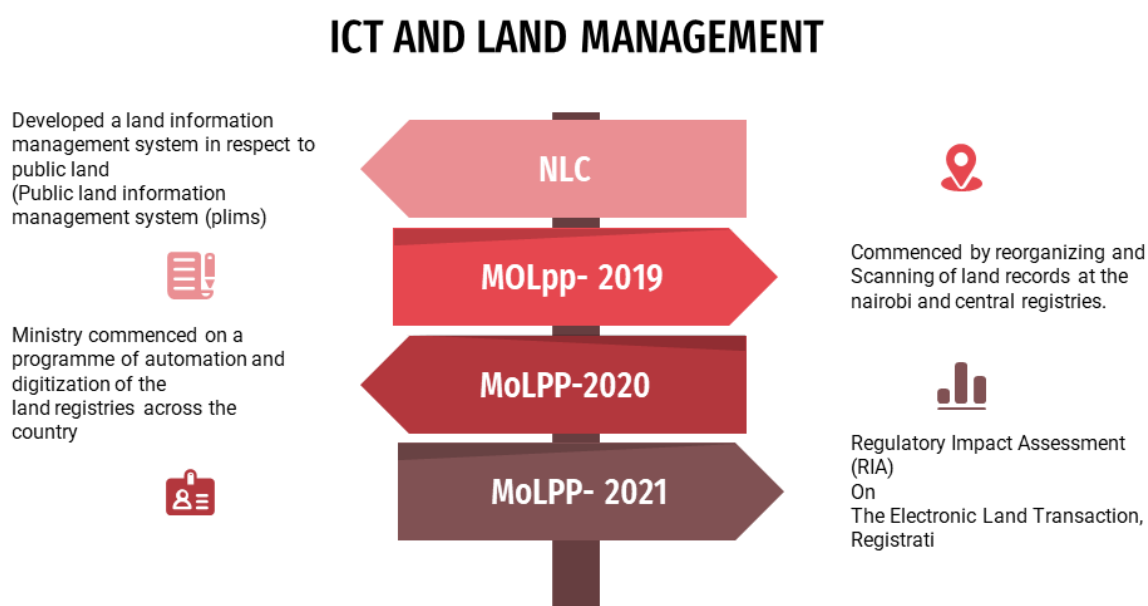 ICT AND LAND MANAGEMENT
Developed a land information
management system in respect to
public land
(Public land information
management system (plims)
NLC
MOLpp- 2019
Commenced by reorganizing and
Scanning of land records at the
nairobi and central registries.
Ministry commenced on a
programme of automation and
digitization of the
land registries across the
country
MoLPP-2020
MoLPP- 2021
Regulatory Impact Assessment
(RIA)
On
The Electronic Land Transaction,
Registrati